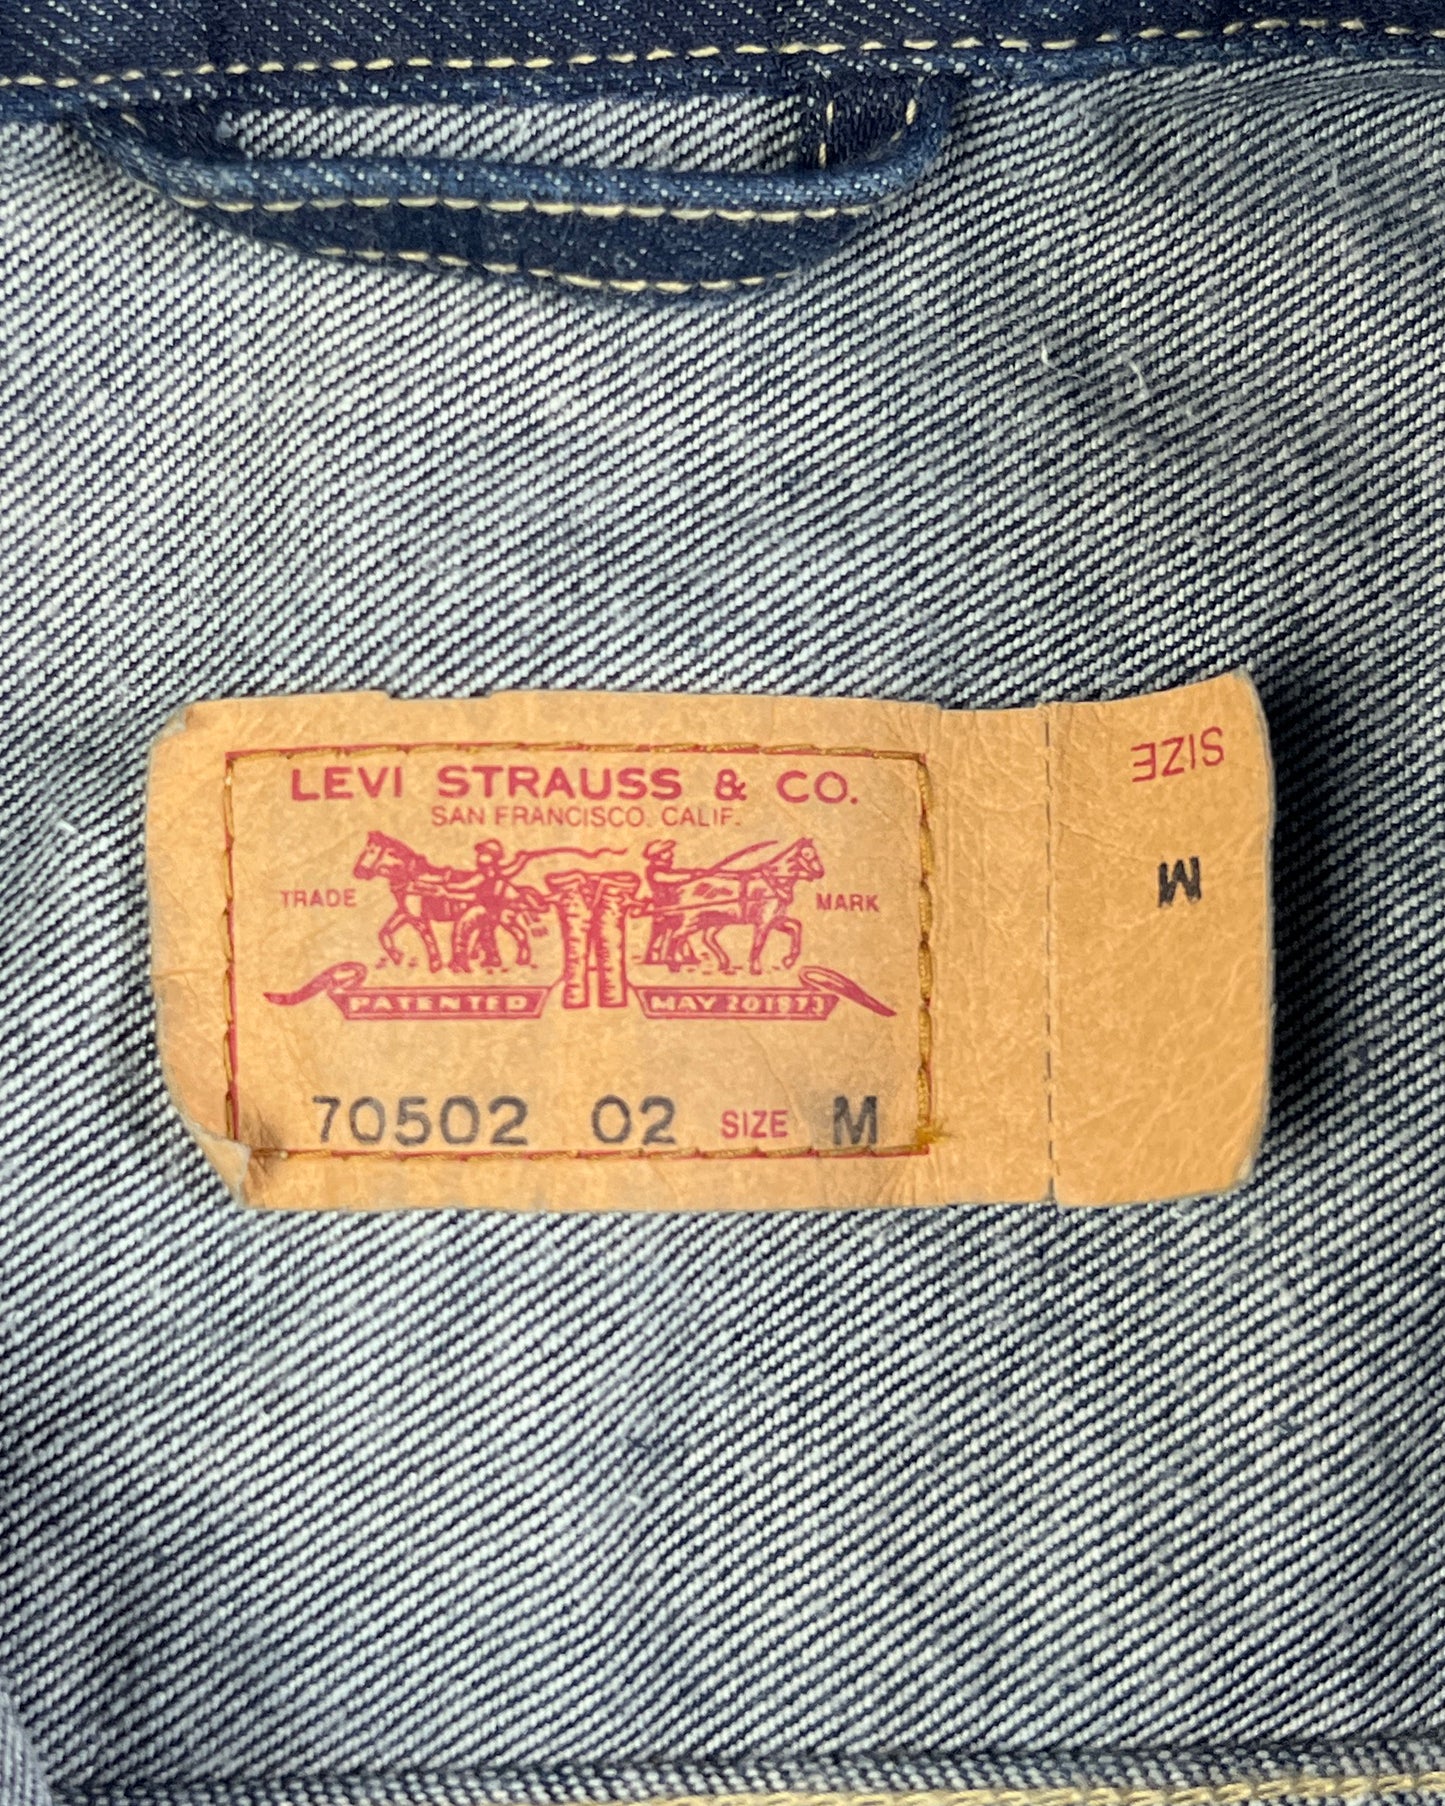 LEVI STRAUSS & CO.
SAN FRANCISCO, CALIF.
TRADE MARK
PATENTED MAY 20 1873
70502 02 SIZE M
SIZE
M